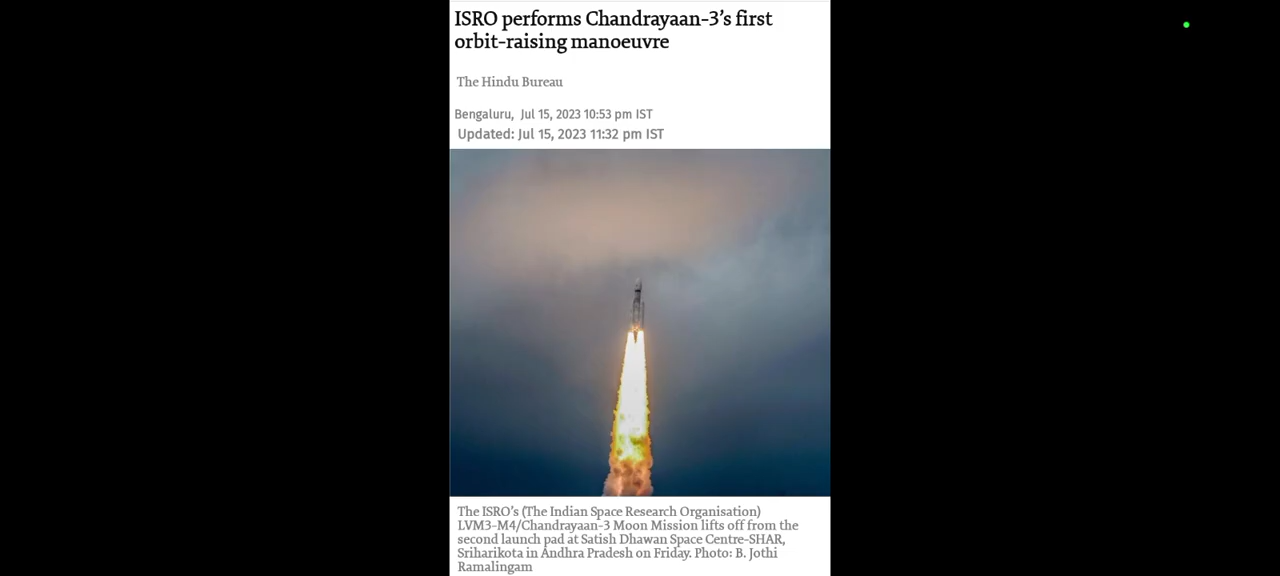 ISRO performs Chandrayaan-3’s first
orbit-raising manoeuvre
The Hindu Bureau
Bengaluru, Jul 15, 2023 10:53 pm IST
Updated: Jul 15, 2023 11:32 pm IST
The ISRO’s (The Indian Space Research Organisation)
LVM3-M4/Chandrayaan-3 Moon Mission lifts off from the
second launch pad at Satish Dhawan Space Centre-SHAR,
Sriharikota in Andhra Pradesh on Friday. Photo: B. Jothi
Ramalingam